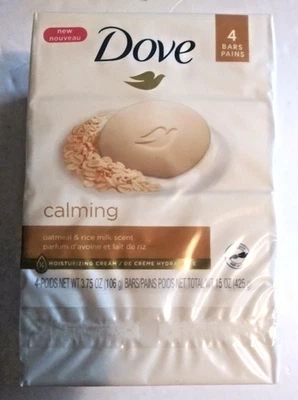 new
nouveau
Dove
4
BARS
PAINS
calming
oatmeal & rice milk scent
parfum d'avoine et lait de riz
MOISTURIZING CREAM / DE CRÈME HYDRATANTE
4-POIDS NET WT 3.75 OZ (106 g) BARS/PAINS POIDS NET TOTAL WT 15 OZ (425 g)